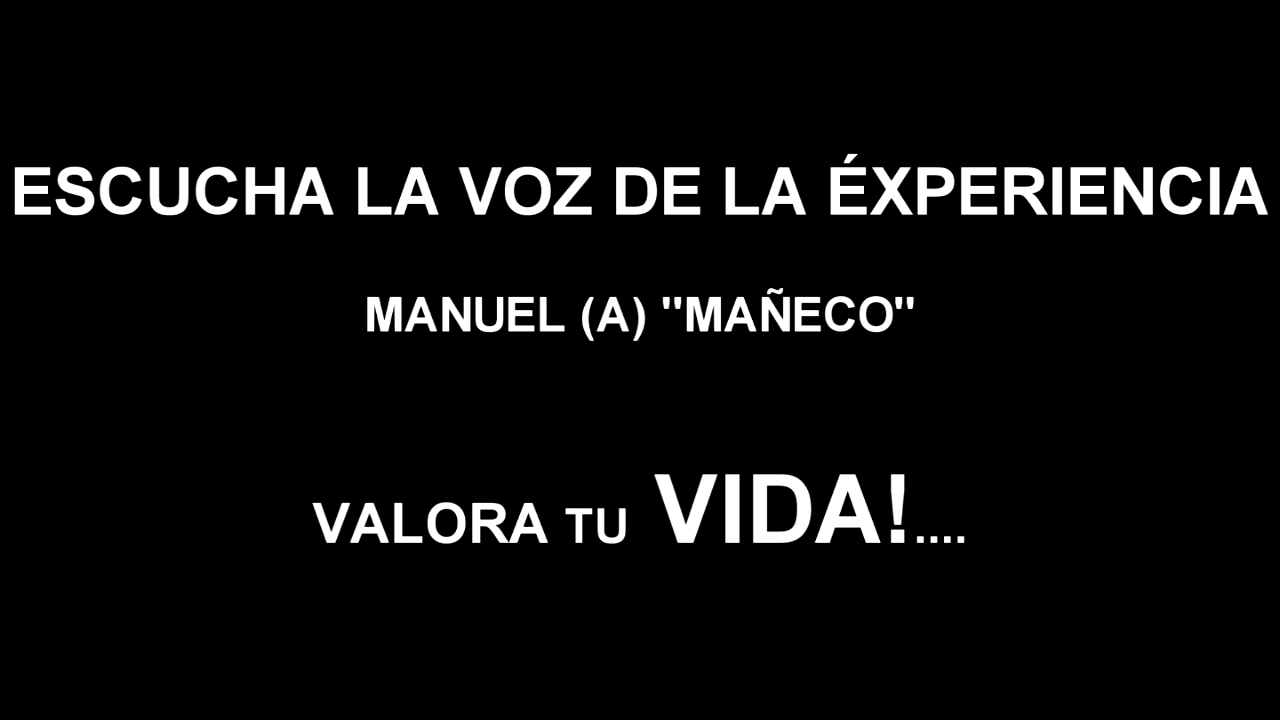 ESCUCHA LA VOZ DE LA ÉXPERIENCIA
MANUEL (A) "MAÑECO"
VALORA TU VIDA!....